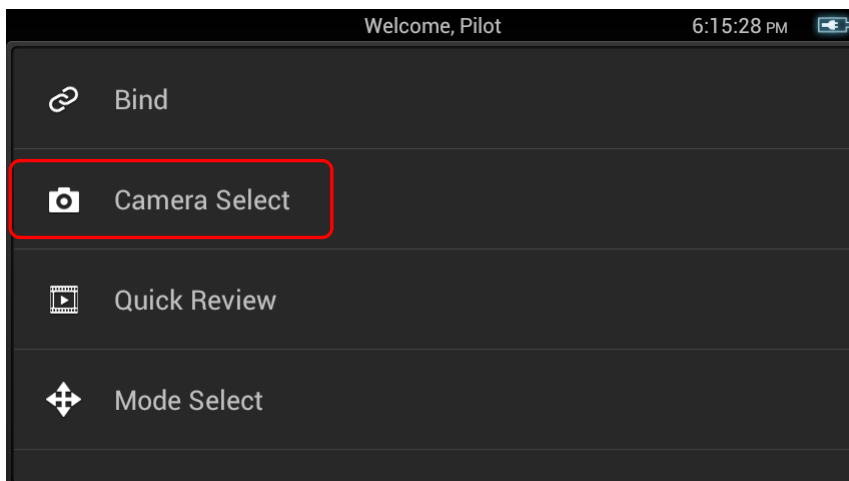 Welcome, Pilot 6:15:28 PM
Bind
Camera Select
Quick Review
Mode Select